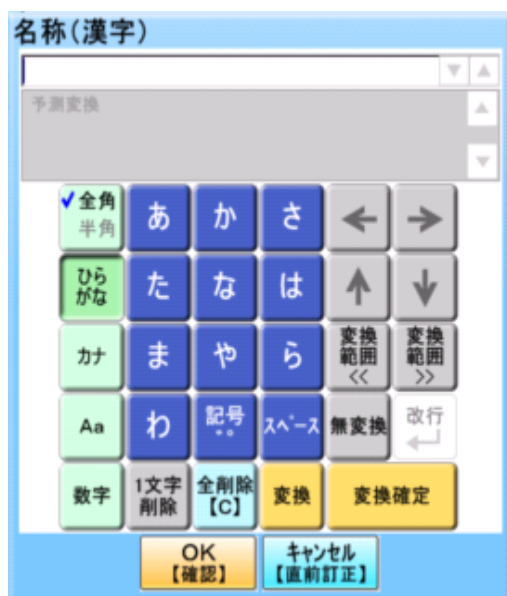 名称(漢字)
▼ ▲
予測変換
▲
▼
✓全角
半角
あ
か
さ
←
→
ひら
がな
た
な
は
↑
↓
カナ
ま
や
ら
変換
範囲
<<
変換
範囲
>>
Aa
わ
記号
゛゜
スペース
無変換
改行
↵
数字
1文字
削除
全削除
【C】
変換
変換確定
OK
【確認】
キャンセル
【直前訂正】